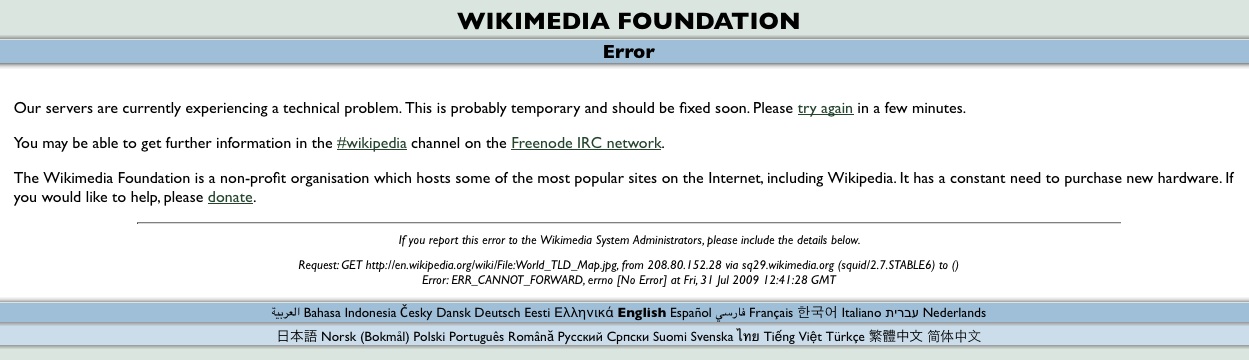 WIKIMEDIA FOUNDATION
Error
Our servers are currently experiencing a technical problem. This is probably temporary and should be fixed soon. Please try again in a few minutes.
You may be able to get further information in the #wikipedia channel on the Freenode IRC network.
The Wikimedia Foundation is a non-profit organisation which hosts some of the most popular sites on the Internet, including Wikipedia. It has a constant need to purchase new hardware. If
you would like to help, please donate.
If you report this error to the Wikimedia System Administrators, please include the details below.
Request: GET http://en.wikipedia.org/wiki/File:World_TLD_Map.jpg, from 208.80.152.28 via sq29.wikimedia.org (squid/2.7.STABLE6) to ()
Error: ERR_CANNOT_FORWARD, errno [No Error] at Fri, 31 Jul 2009 12:41:28 GMT
العربية Bahasa Indonesia Česky Dansk Deutsch Eesti Ελληνικά English Español فارسی Français 한국어 Italiano עברית Nederlands
日本語 Norsk (Bokmål) Polski Português Română Русский Српски Suomi Svenska ไทย Tiếng Việt Türkçe 繁體中文 简体中文